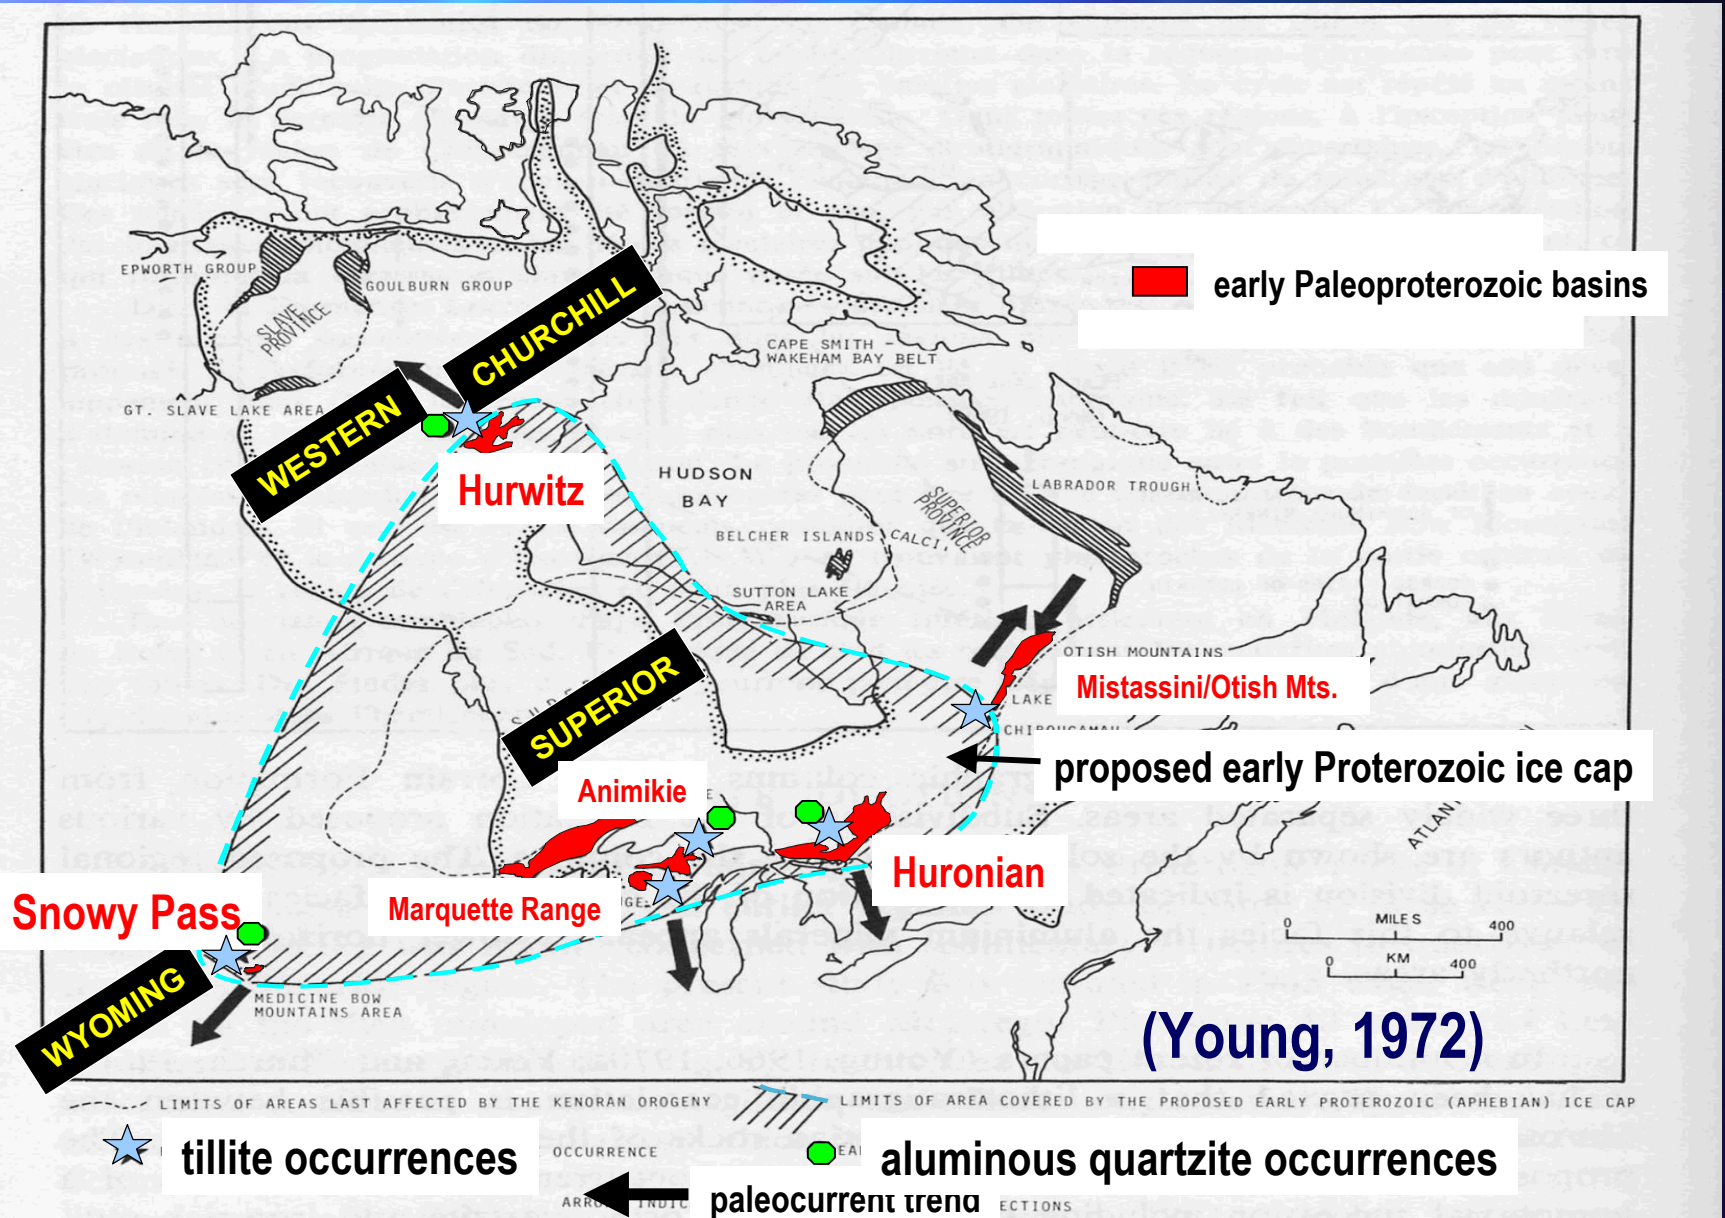 EPWORTH GROUP
GOULBURN GROUP
SLAVE
PROVINCE
CHURCHILL
WESTERN
GT. SLAVE LAKE AREA
early Paleoproterozoic basins
CAPE SMITH -
WAKEHAM BAY BELT
Hurwitz
HUDSON
BAY
SUPERIOR
PROVINCE
LABRADOR TROUGH
BELCHER ISLANDS
CALCI,
SUTTON LAKE
AREA
SUPERIOR
OTISH MOUNTAINS
Mistassini/Otish Mts.
LAKE
CHIBOUGAMAU
proposed early Proterozoic ice cap
Animikie
ATLAN
Huronian
Marquette Range
Snowy Pass
WYOMING
MEDICINE BOW
MOUNTAINS AREA
0 MILES 400
0 KM 400
(Young, 1972)
LIMITS OF AREAS LAST AFFECTED BY THE KENORAN OROGENY
LIMITS OF AREA COVERED BY THE PROPOSED EARLY PROTEROZOIC (APHEBIAN) ICE CAP
tillite occurrences
OCCURRENCE
aluminous quartzite occurrences
paleocurrent trend
ECTIONS